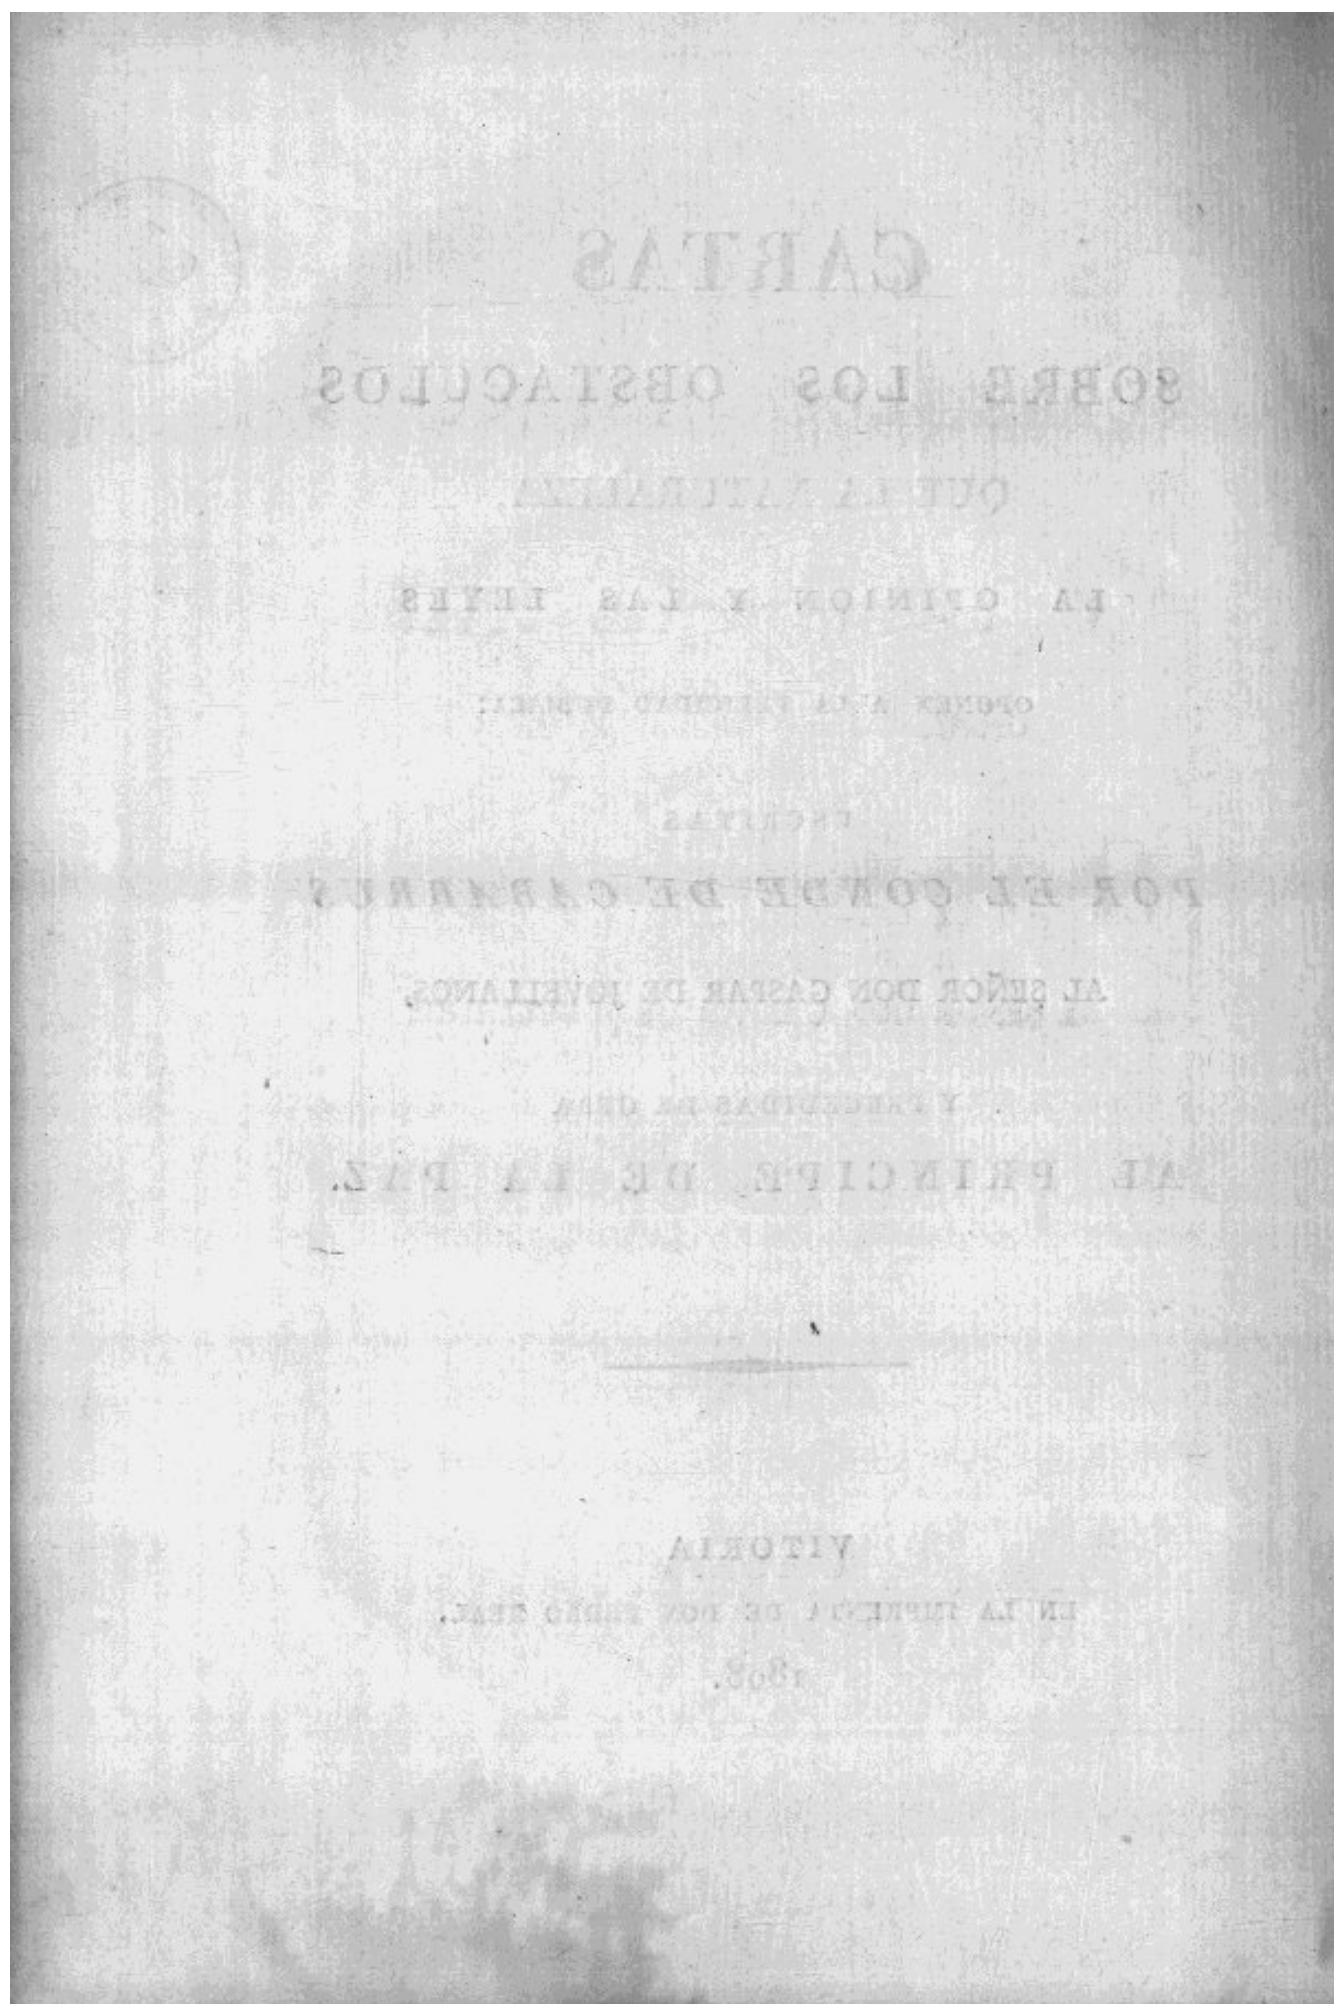 CARTAS
SOBRE LOS OBSTACULOS
QUE LA NATURALEZA
LA OPINION Y LAS LEYES
OPONEN A LA FELICIDAD PUBLICA:
ESCRITAS
POR EL CONDE DE CABARRUS
AL SEÑOR DON GASPAR DE JOVELLANOS,
Y PRECEDIDAS DE OTRA
AL PRINCIPE DE LA PAZ.
VITORIA
EN LA IMPRENTA DE DON PEDRO REAL.
1808.